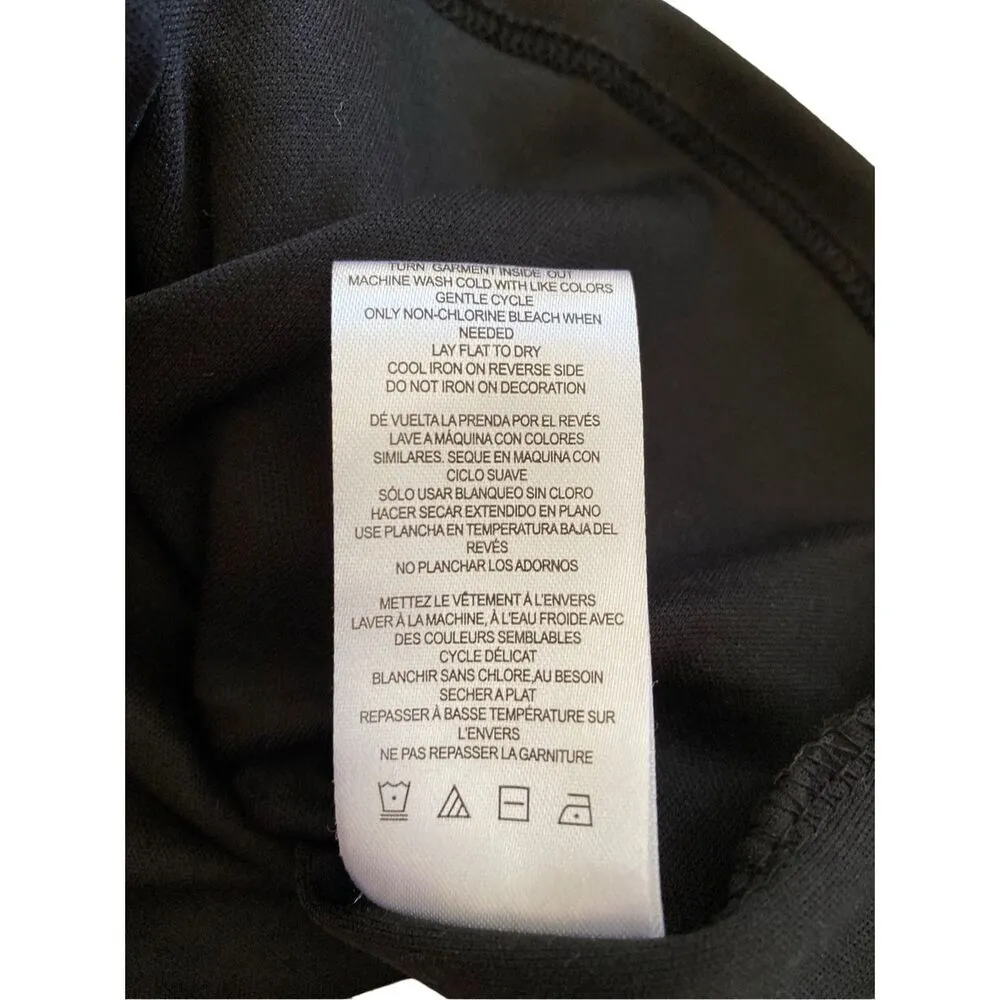 TURN GARMENT INSIDE OUT
MACHINE WASH COLD WITH LIKE COLORS
GENTLE CYCLE
ONLY NON-CHLORINE BLEACH WHEN
NEEDED
LAY FLAT TO DRY
COOL IRON ON REVERSE SIDE
DO NOT IRON ON DECORATION
DÉ VUELTA LA PRENDA POR EL REVÉS
LAVE A MÁQUINA CON COLORES
SIMILARES. SEQUE EN MAQUINA CON
CICLO SUAVE
SÓLO USAR BLANQUEO SIN CLORO
HACER SECAR EXTENDIDO EN PLANO
USE PLANCHA EN TEMPERATURA BAJA DEL
REVÉS
NO PLANCHAR LOS ADORNOS
METTEZ LE VÊTEMENT À L'ENVERS
LAVER À LA MACHINE, À L'EAU FROIDE AVEC
DES COULEURS SEMBLABLES
CYCLE DÉLICAT
BLANCHIR SANS CHLORE,AU BESOIN
SECHER A PLAT
REPASSER À BASSE TEMPÉRATURE SUR
L'ENVERS
NE PAS REPASSER LA GARNITURE